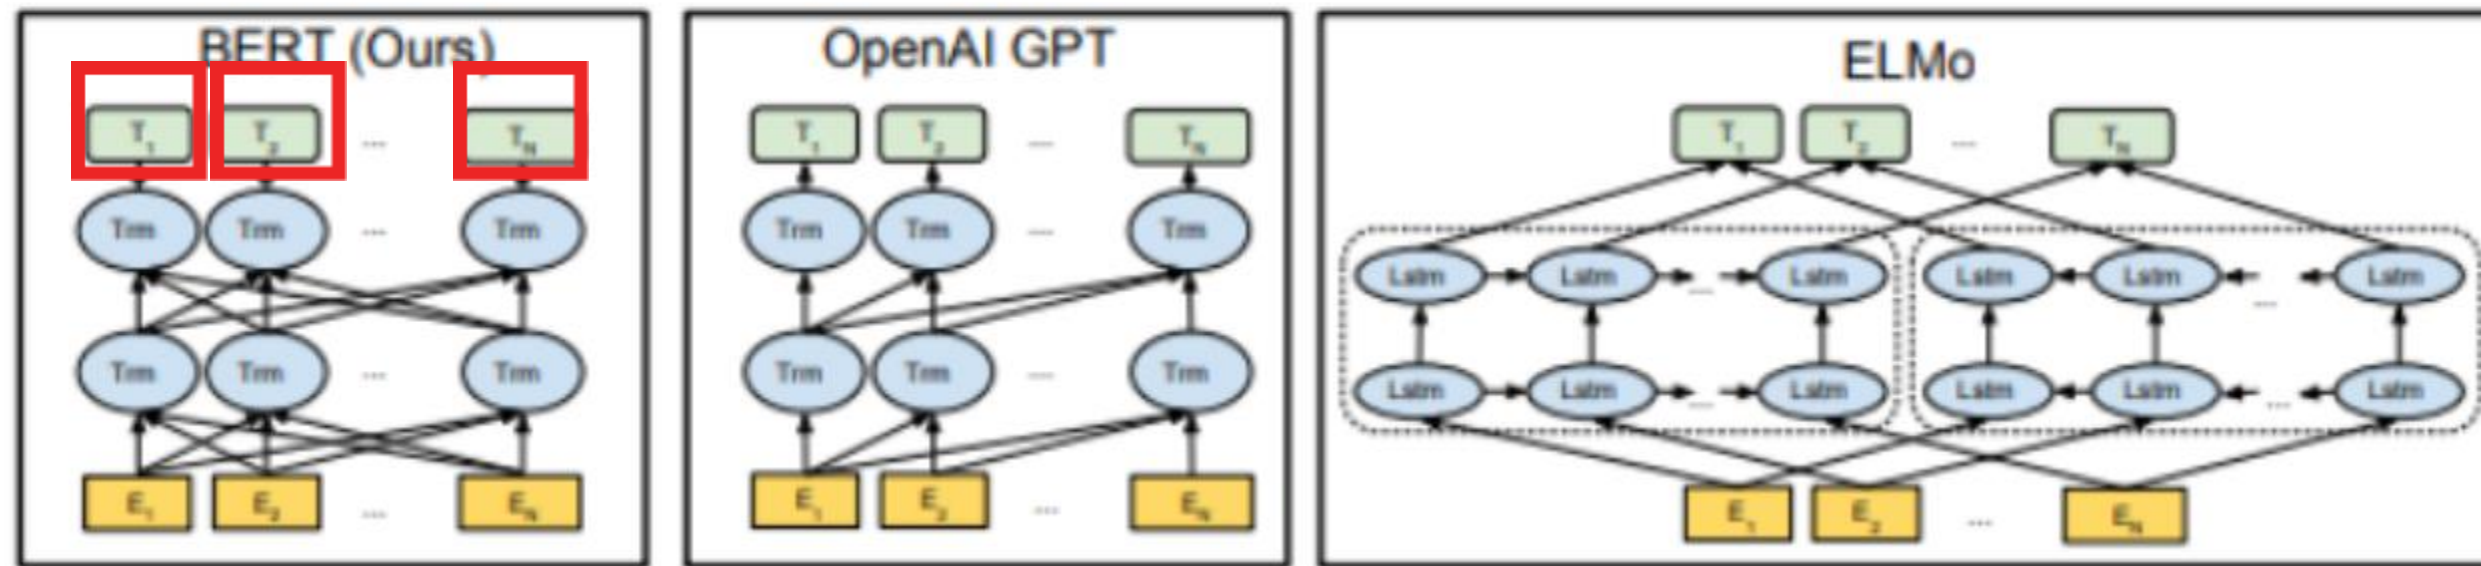 BERT (Ours)
T1 T2 ... TN
Trm Trm ... Trm
Trm Trm ... Trm
E1 E2 ... EN
OpenAI GPT
T1 T2 ... TN
Trm Trm ... Trm
Trm Trm ... Trm
E1 E2 ... EN
ELMo
T1 T2 ... TN
Lstm Lstm ... Lstm Lstm Lstm ... Lstm
Lstm Lstm ... Lstm Lstm Lstm ... Lstm
E1 E2 ... EN